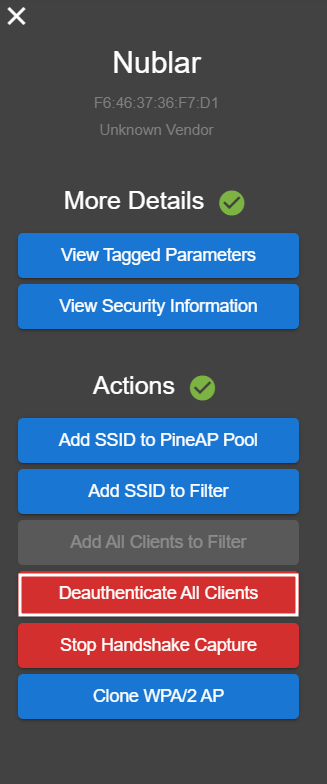 Nublar
F6:46:37:36:F7:D1
Unknown Vendor
More Details
View Tagged Parameters
View Security Information
Actions
Add SSID to PineAP Pool
Add SSID to Filter
Add All Clients to Filter
Deauthenticate All Clients
Stop Handshake Capture
Clone WPA/2 AP